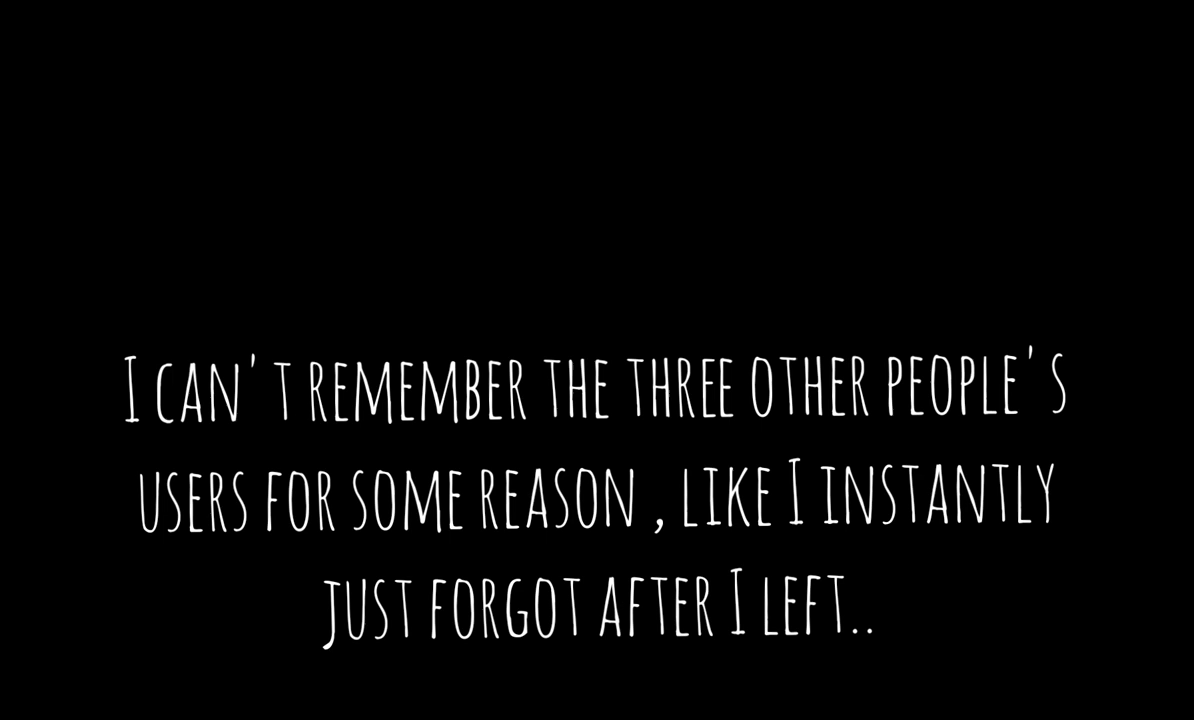 I can't remember the three other people's
users for some reason , like I instantly
just forgot after I left..